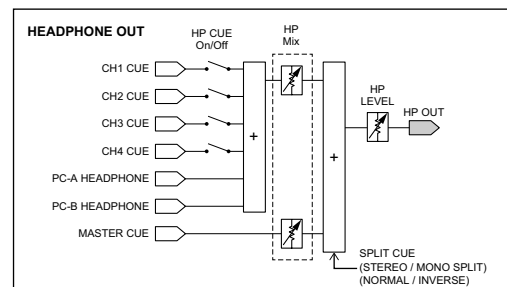 HEADPHONE OUT
HP CUE
On/Off
HP
Mix
CH1 CUE
CH2 CUE
CH3 CUE
CH4 CUE
PC-A HEADPHONE
PC-B HEADPHONE
MASTER CUE
+
+
HP
LEVEL
HP OUT
SPLIT CUE
(STEREO / MONO SPLIT)
(NORMAL / INVERSE)